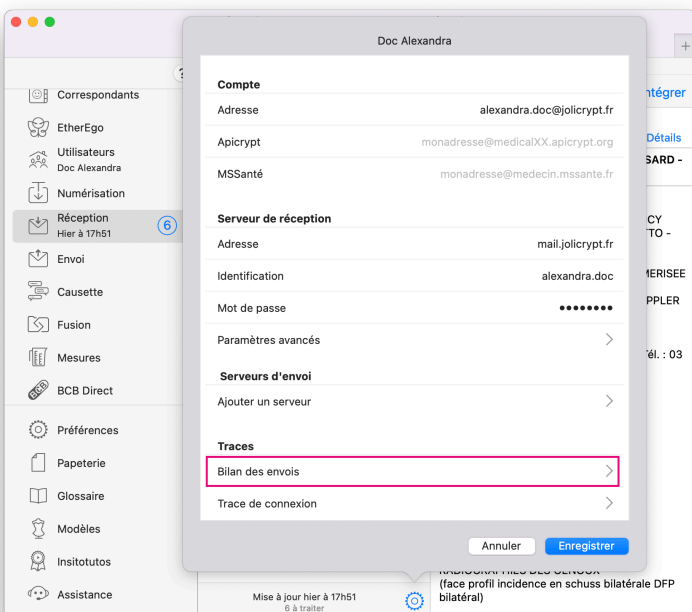 Doc Alexandra
Compte
Adresse alexandra.doc@jolicrypt.fr
Apicrypt monadresse@medicalXX.apicrypt.org
MSSanté monadresse@medecin.mssante.fr
Serveur de réception
Adresse mail.jolicrypt.fr
Identification alexandra.doc
Mot de passe ●●●●●●●●
Paramètres avancés
Serveurs d'envoi
Ajouter un serveur
Traces
Bilan des envois
Trace de connexion
Annuler Enregistrer
?
Correspondants
EtherEgo
Utilisateurs
Doc Alexandra
Numérisation
Réception
Hier à 17h51
6
Envoi
Causette
Fusion
Mesures
BCB Direct
Préférences
Papeterie
Glossaire
Modèles
Insitotutos
Assistance
Mise à jour hier à 17h51
6 à traiter
+
ntégrer
Détails
SARD -
CY
TO -
MERISEE
PPLER
él. : 03
RADIOGRAPHIES DES GENOUX
(face profil incidence en schuss bilatérale DFP
bilatéral)